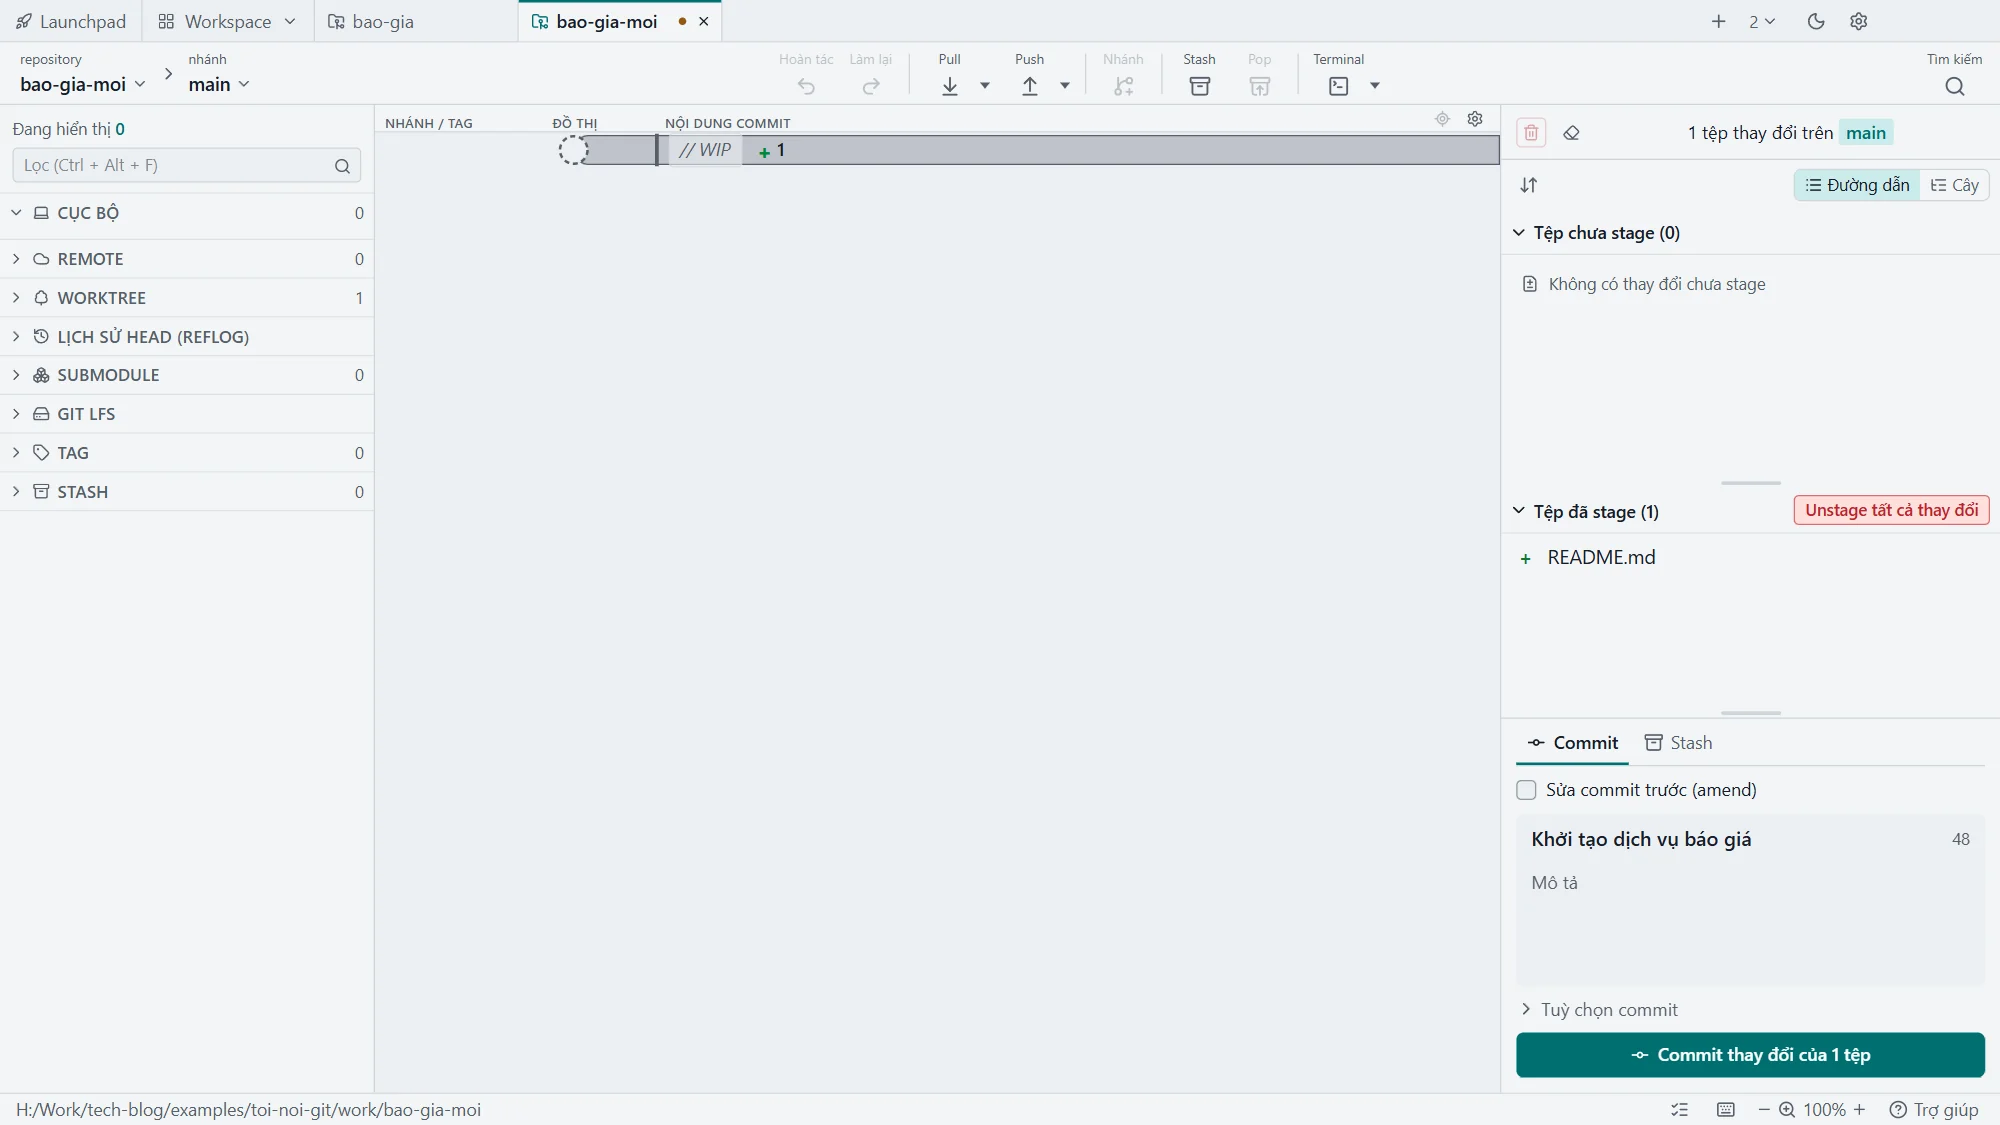 Launchpad
Workspace
bao-gia
bao-gia-moi
2
repository
bao-gia-moi
nhánh
main
Hoàn tác
Làm lại
Pull
Push
Nhánh
Stash
Pop
Terminal
Tìm kiếm
Đang hiển thị 0
Lọc (Ctrl + Alt + F)
CỤC BỘ 0
REMOTE 0
WORKTREE 1
LỊCH SỬ HEAD (REFLOG)
SUBMODULE 0
GIT LFS
TAG 0
STASH 0
NHÁNH / TAG
ĐỒ THỊ
NỘI DUNG COMMIT
// WIP
+ 1
1 tệp thay đổi trên main
Đường dẫn
Cây
Tệp chưa stage (0)
Không có thay đổi chưa stage
Tệp đã stage (1)
Unstage tất cả thay đổi
+ README.md
Commit
Stash
Sửa commit trước (amend)
Khởi tạo dịch vụ báo giá 48
Mô tả
Tuỳ chọn commit
Commit thay đổi của 1 tệp
H:/Work/tech-blog/examples/toi-noi-git/work/bao-gia-moi
100%
Trợ giúp